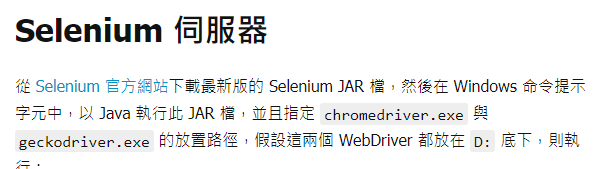 Selenium 伺服器
從 Selenium 官方網站下載最新版的 Selenium JAR 檔，然後在 Windows 命令提示
字元中，以 Java 執行此 JAR 檔，並且指定 chromedriver.exe 與
geckodriver.exe 的放置路徑，假設這兩個 WebDriver 都放在 D: 底下，則執
行：